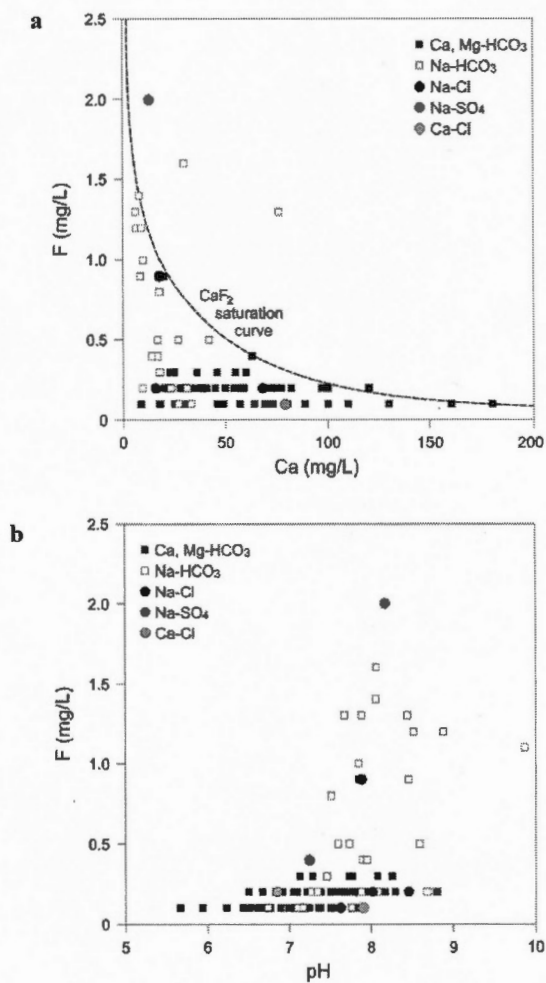 a
2.5
2.0
1.5
1.0
0.5
0
F (mg/L)
Ca, Mg-HCO₃
Na-HCO₃
Na-Cl
Na-SO₄
Ca-Cl
CaF₂
saturation
curve
0 50 100 150 200
Ca (mg/L)
b
2.5
2.0
1.5
1.0
0.5
0
F (mg/L)
Ca, Mg-HCO₃
Na-HCO₃
Na-Cl
Na-SO₄
Ca-Cl
5 6 7 8 9 10
pH